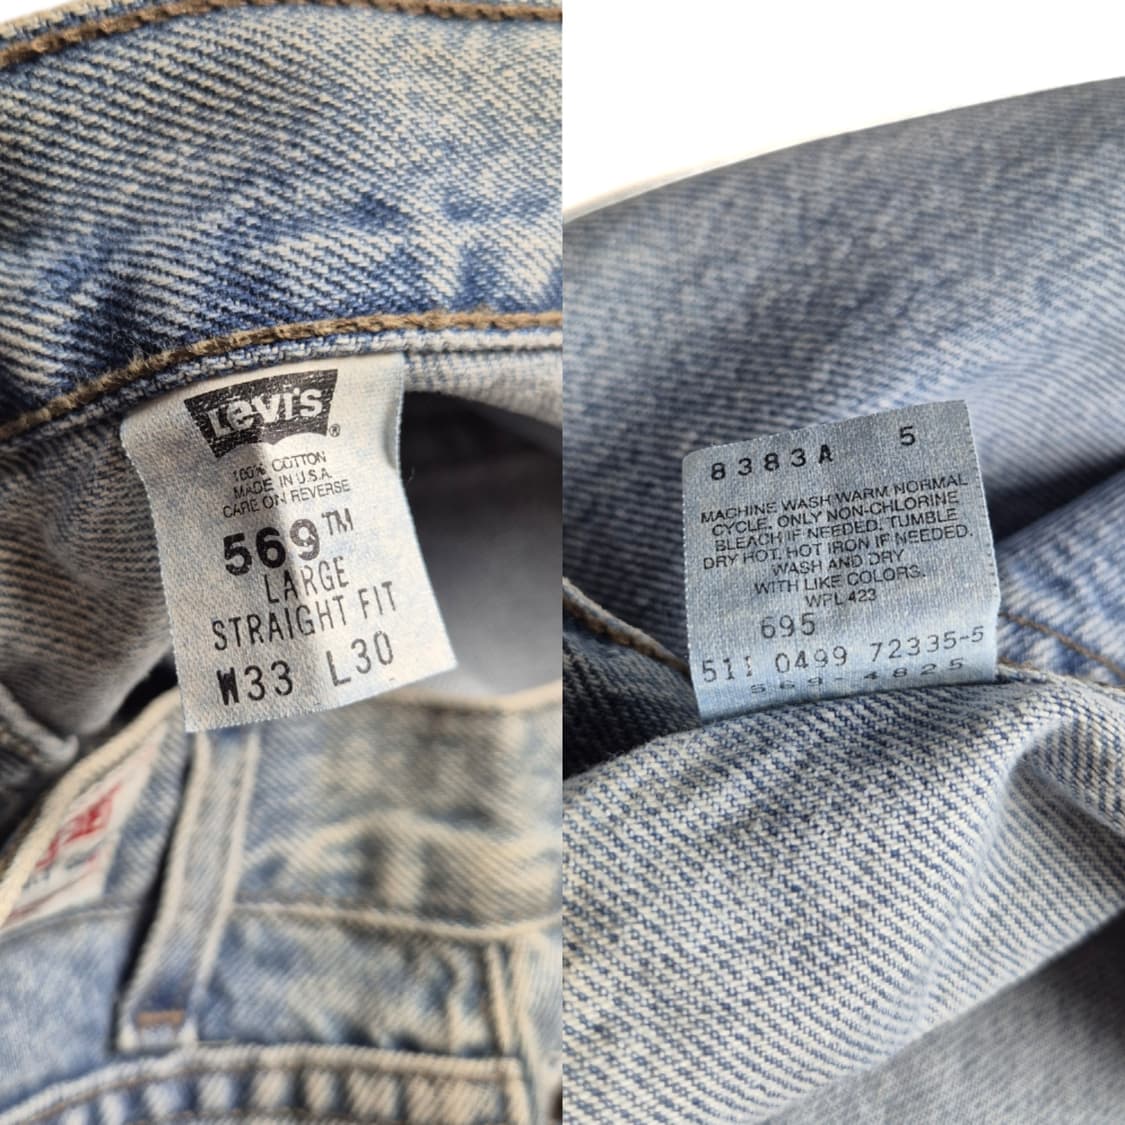 Levi's
®
100% COTTON
MADE IN U.S.A.
CARE ON REVERSE
569™
LARGE
STRAIGHT FIT
W33 L30
8383A 5
MACHINE WASH WARM NORMAL
CYCLE. ONLY NON-CHLORINE
BLEACH IF NEEDED. TUMBLE
DRY HOT. HOT IRON IF NEEDED.
WASH AND DRY
WITH LIKE COLORS.
WPL 423
695
511 0499 72335-5
569-4825